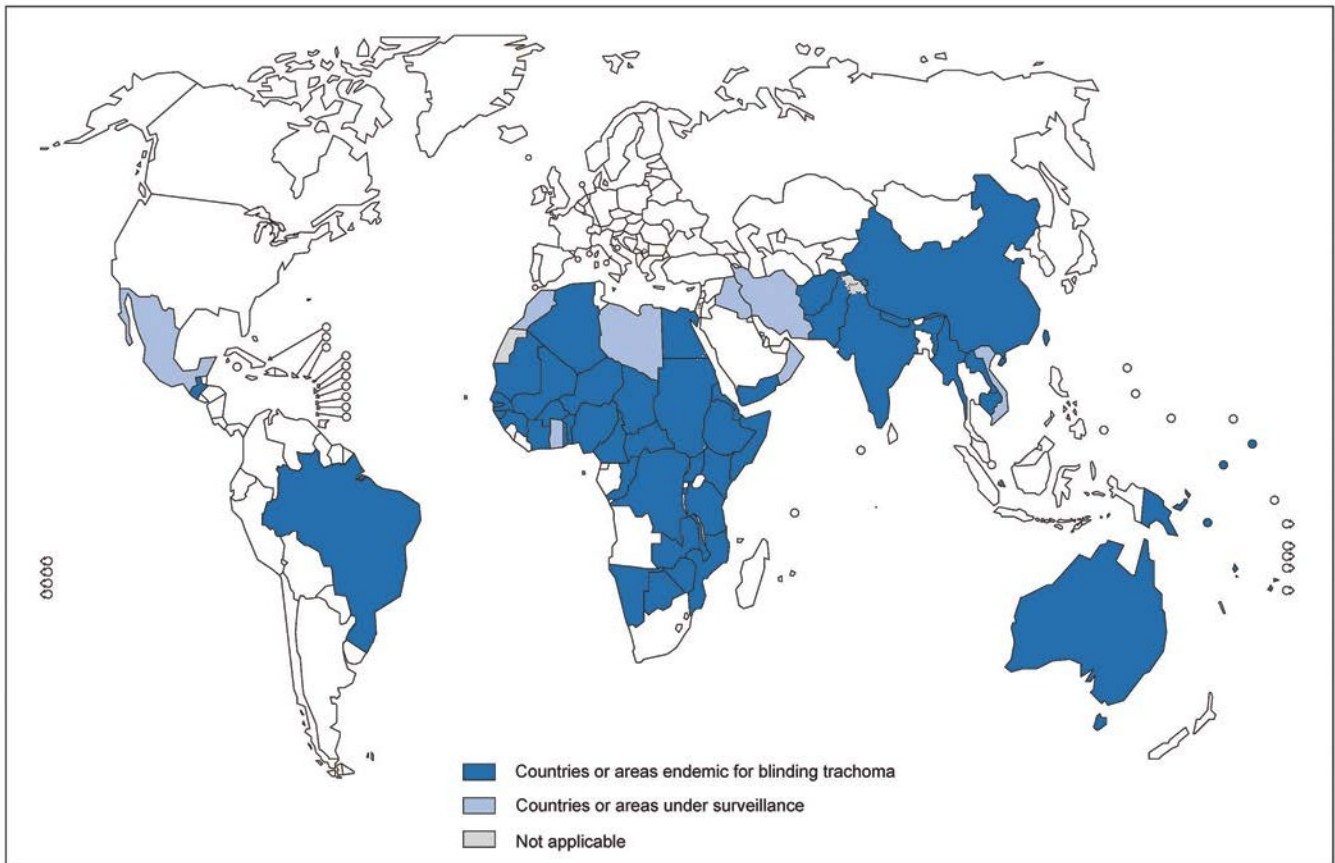 Countries or areas endemic for blinding trachoma
Countries or areas under surveillance
Not applicable